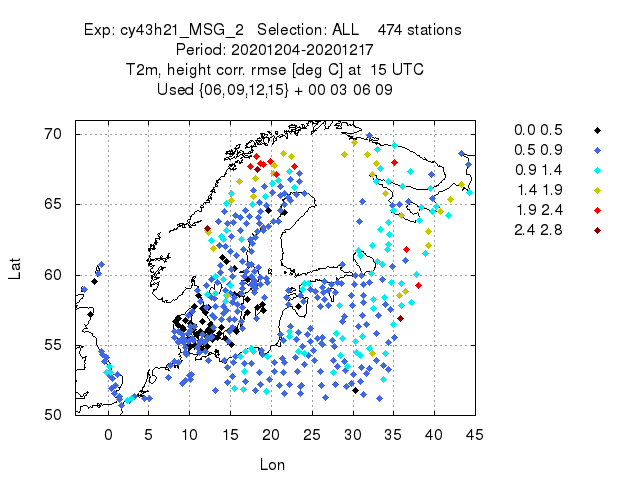 Exp: cy43h21_MSG_2   Selection: ALL    474 stations
Period: 20201204-20201217
T2m, height corr. rmse [deg C] at  15 UTC
Used {06,09,12,15} + 00 03 06 09
70
65
60
55
50
Lat
0 5 10 15 20 25 30 35 40 45
Lon
0.0 0.5
0.5 0.9
0.9 1.4
1.4 1.9
1.9 2.4
2.4 2.8